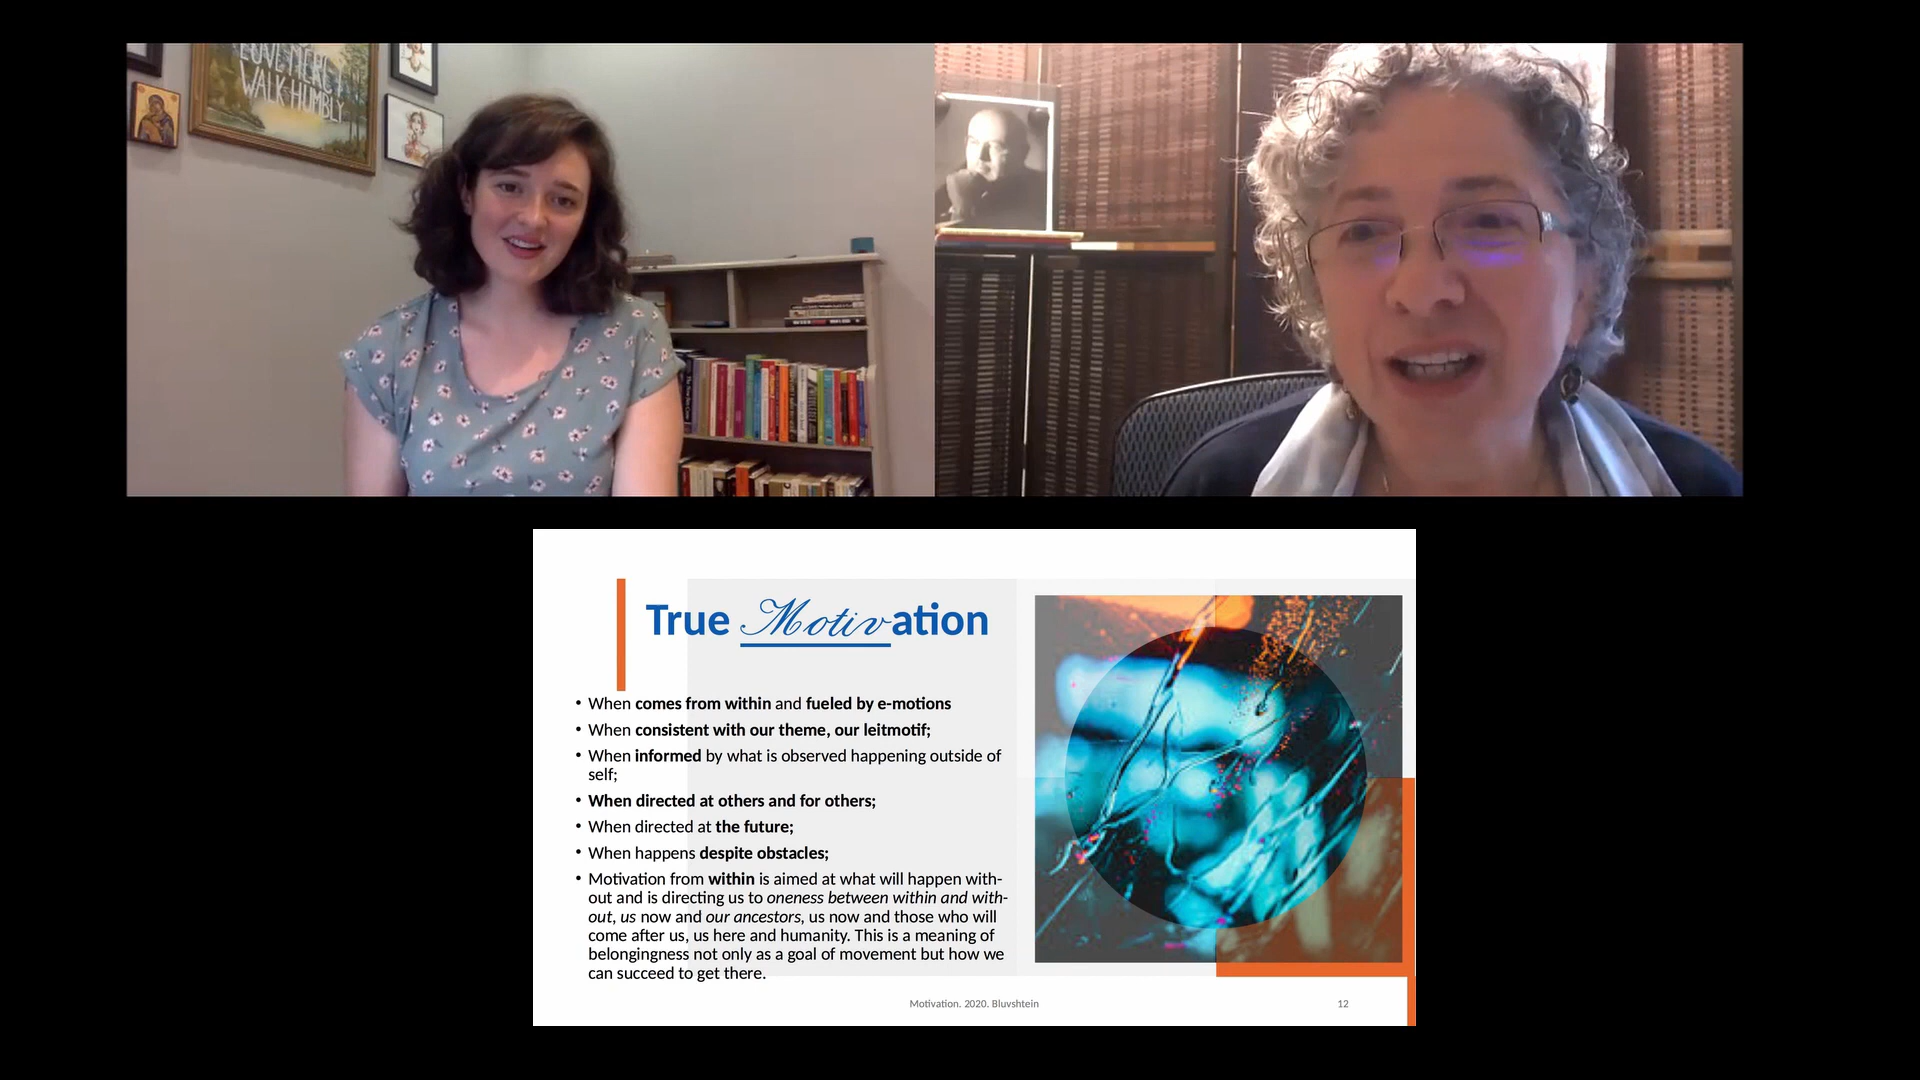 LOVE MERCY
WALK HUMBLY
True Motivation
• When comes from within and fueled by e-motions
• When consistent with our theme, our leitmotif;
• When informed by what is observed happening outside of
self;
• When directed at others and for others;
• When directed at the future;
• When happens despite obstacles;
• Motivation from within is aimed at what will happen with-
out and is directing us to oneness between within and with-
out, us now and our ancestors, us now and those who will
come after us, us here and humanity. This is a meaning of
belongingness not only as a goal of movement but how we
can succeed to get there.
Motivation. 2020. Bluvshtein
12